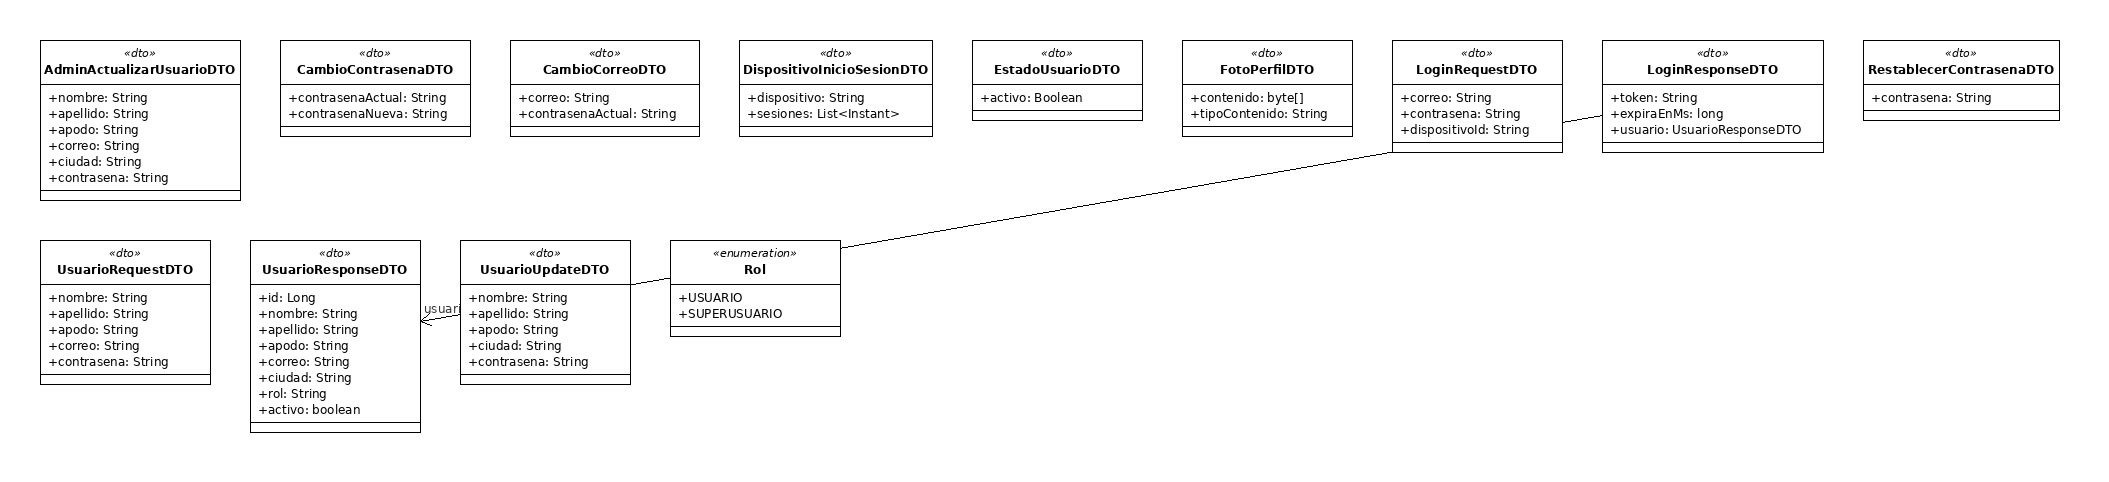 «dto»
AdminActualizarUsuarioDTO
+nombre: String
+apellido: String
+apodo: String
+correo: String
+ciudad: String
+contrasena: String
«dto»
CambioContrasenaDTO
+contrasenaActual: String
+contrasenaNueva: String
«dto»
CambioCorreoDTO
+correo: String
+contrasenaActual: String
«dto»
DispositivoInicioSesionDTO
+dispositivo: String
+sesiones: List<Instant>
«dto»
EstadoUsuarioDTO
+activo: Boolean
«dto»
FotoPerfilDTO
+contenido: byte[]
+tipoContenido: String
«dto»
LoginRequestDTO
+correo: String
+contrasena: String
+dispositivoId: String
«dto»
LoginResponseDTO
+token: String
+expiraEnMs: long
+usuario: UsuarioResponseDTO
«dto»
RestablecerContrasenaDTO
+contrasena: String
«dto»
UsuarioRequestDTO
+nombre: String
+apellido: String
+apodo: String
+correo: String
+contrasena: String
«dto»
UsuarioResponseDTO
+id: Long
+nombre: String
+apellido: String
+apodo: String
+correo: String
+ciudad: String
+rol: String
+activo: boolean
usuari
«dto»
UsuarioUpdateDTO
+nombre: String
+apellido: String
+apodo: String
+ciudad: String
+contrasena: String
«enumeration»
Rol
+USUARIO
+SUPERUSUARIO